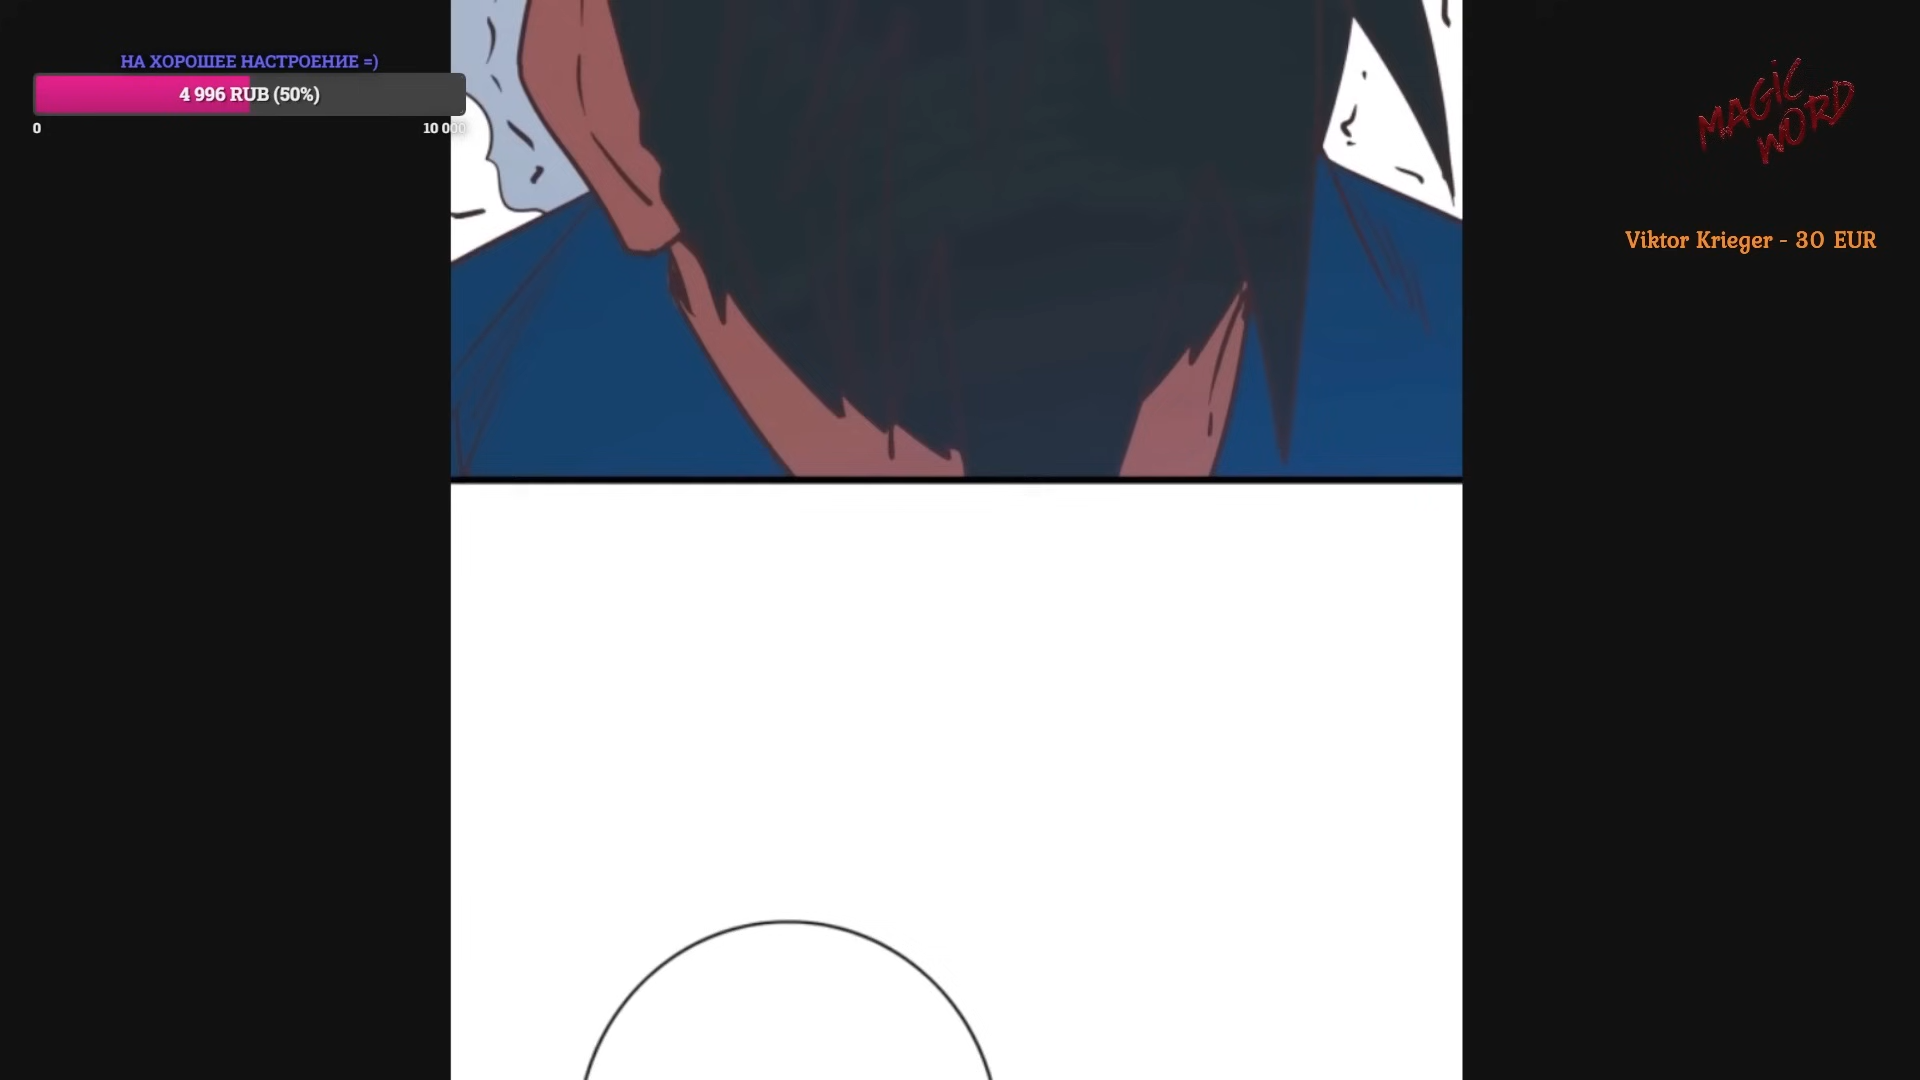 НА ХОРОШЕЕ НАСТРОЕНИЕ =)
4 996 RUB (50%)
0
10 000
MAGIC
WORD
Viktor Krieger - 30 EUR